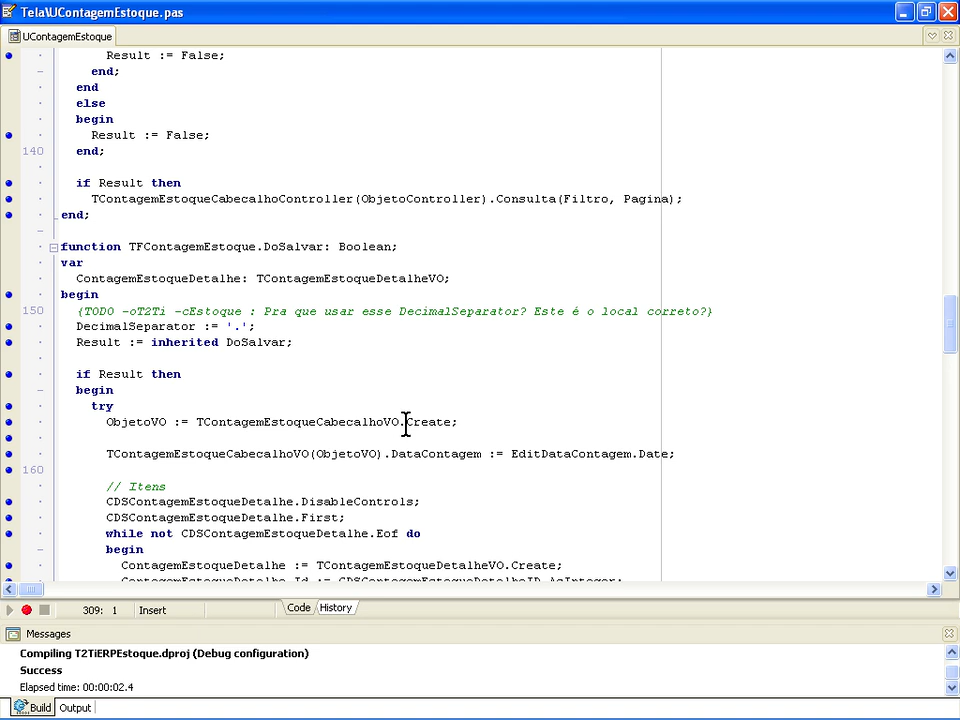 Tela\UContagemEstoque.pas
UContagemEstoque
Result := False;
end;
end
else
begin
Result := False;
140 end;
if Result then
TContagemEstoqueCabecalhoController(ObjetoController).Consulta(Filtro, Pagina);
end;
function TFContagemEstoque.DoSalvar: Boolean;
var
ContagemEstoqueDetalhe: TContagemEstoqueDetalheVO;
begin
150 {TODO -oT2Ti -cEstoque : Pra que usar esse DecimalSeparator? Este é o local correto?}
DecimalSeparator := '.';
Result := inherited DoSalvar;
if Result then
begin
try
ObjetoVO := TContagemEstoqueCabecalhoVO.Create;
TContagemEstoqueCabecalhoVO(ObjetoVO).DataContagem := EditDataContagem.Date;
160
// Itens
CDSContagemEstoqueDetalhe.DisableControls;
CDSContagemEstoqueDetalhe.First;
while not CDSContagemEstoqueDetalhe.Eof do
begin
ContagemEstoqueDetalhe := TContagemEstoqueDetalheVO.Create;
ContagemEstoqueDetalhe.Id := CDSContagemEstoqueDetalheID.AsInteger;
309: 1 Insert Code History
Messages
Compiling T2TiERPEstoque.dproj (Debug configuration)
Success
Elapsed time: 00:00:02.4
Build Output